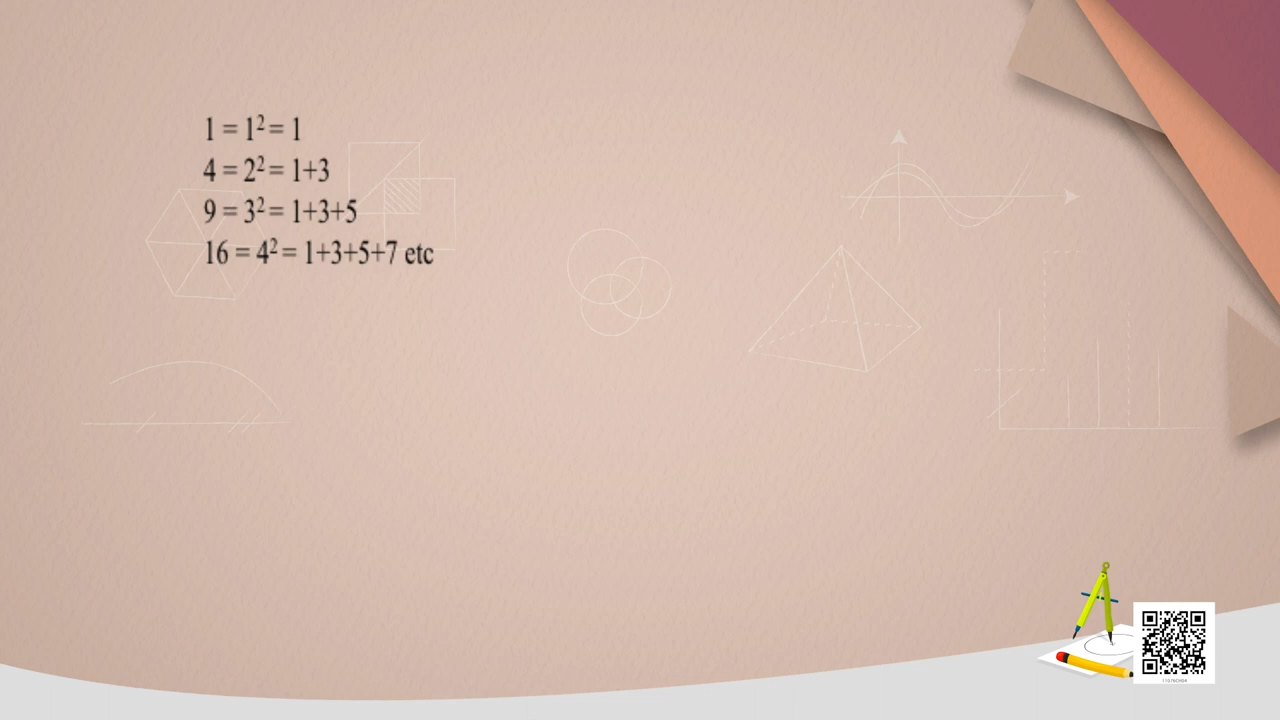 1 = 1² = 1
4 = 2² = 1+3
9 = 3² = 1+3+5
16 = 4² = 1+3+5+7 etc